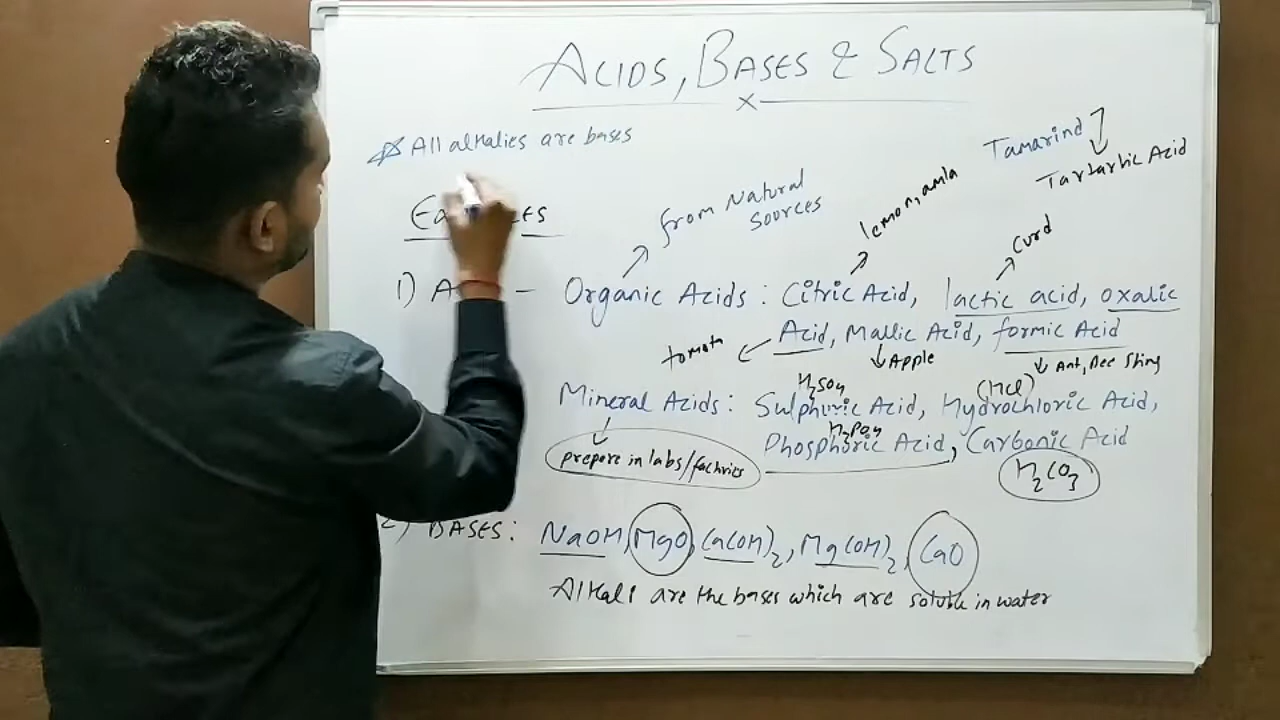 ACIDS, BASES & SALTS
All alkalies are bases
Tamarind
Tartartic Acid
from Natural
Sources
lemon, amla
Curd
1) A – Organic Acids : Citric Acid, lactic acid, oxalic
Acid, Mallic Acid, formic Acid
tomato
Apple
Ant, Bee Sting
H2SO4
(HCl)
Mineral Acids : Sulphuric Acid, Hydrochloric Acid,
H3PO4
Phosphoric Acid, Carbonic Acid
prepore in labs/factories
H2CO3
2) BASES : NaOH, MgO, Ca(OH)2, Mg(OH)2, CaO
Alkali are the bases which are soluble in water